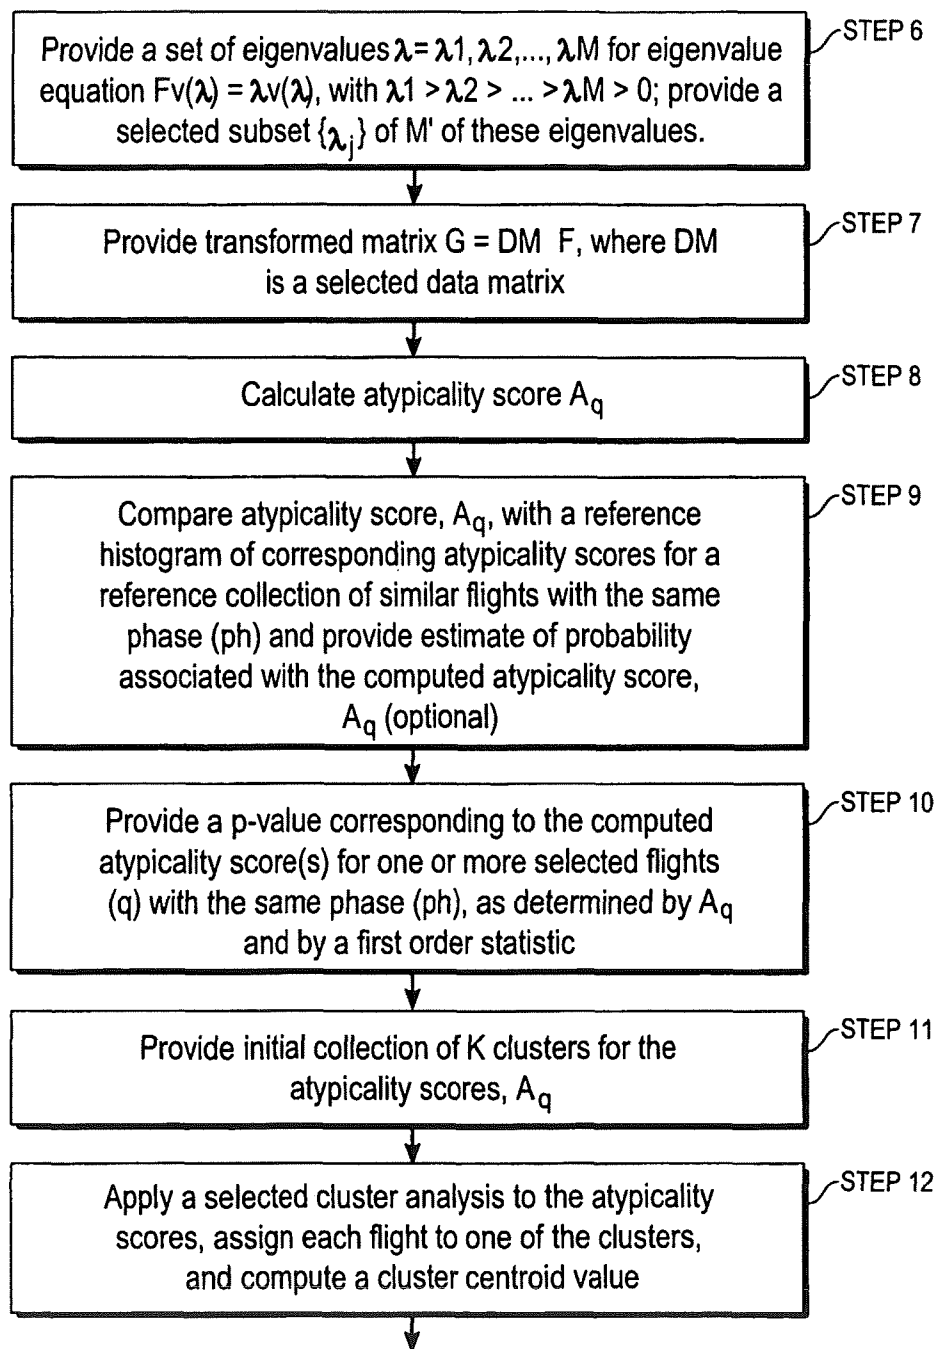 STEP 6
Provide a set of eigenvalues λ= λ1, λ2,..., λM for eigenvalue
equation Fv(λ) = λv(λ), with λ1 > λ2 > ... > λM > 0; provide a
selected subset {λj} of M' of these eigenvalues.
STEP 7
Provide transformed matrix G = DM F, where DM
is a selected data matrix
STEP 8
Calculate atypicality score Aq
STEP 9
Compare atypicality score, Aq, with a reference
histogram of corresponding atypicality scores for a
reference collection of similar flights with the same
phase (ph) and provide estimate of probability
associated with the computed atypicality score,
Aq (optional)
STEP 10
Provide a p-value corresponding to the computed
atypicality score(s) for one or more selected flights
(q) with the same phase (ph), as determined by Aq
and by a first order statistic
STEP 11
Provide initial collection of K clusters for the
atypicality scores, Aq
STEP 12
Apply a selected cluster analysis to the atypicality
scores, assign each flight to one of the clusters,
and compute a cluster centroid value